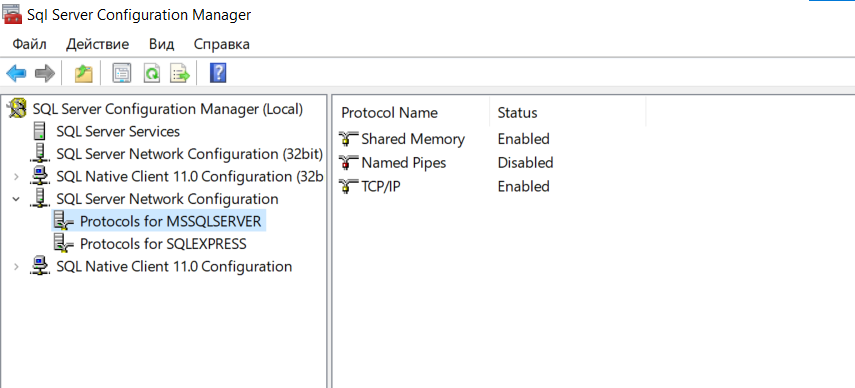 Sql Server Configuration Manager
Файл Действие Вид Справка
SQL Server Configuration Manager (Local)
SQL Server Services
SQL Server Network Configuration (32bit)
SQL Native Client 11.0 Configuration (32b
SQL Server Network Configuration
Protocols for MSSQLSERVER
Protocols for SQLEXPRESS
SQL Native Client 11.0 Configuration
Protocol Name Status
Shared Memory Enabled
Named Pipes Disabled
TCP/IP Enabled